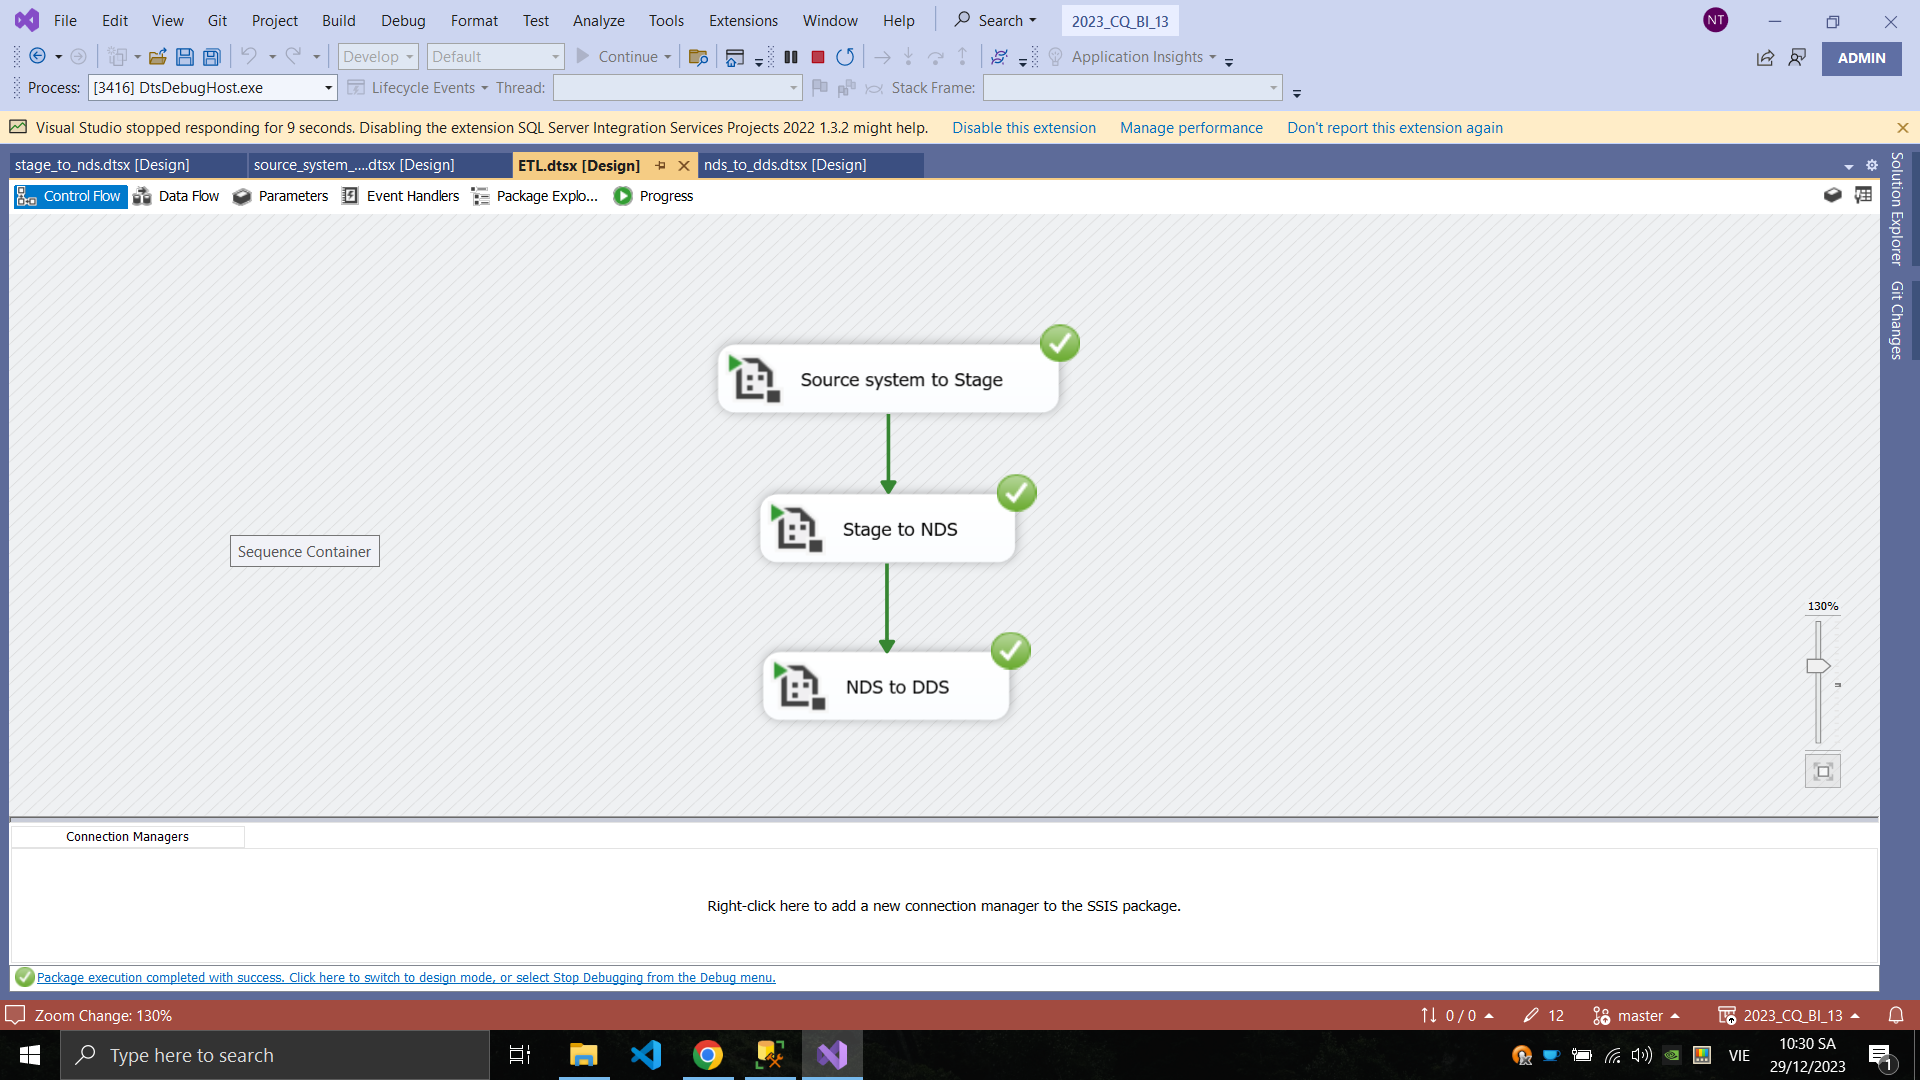 File Edit View Git Project Build Debug Format Test Analyze Tools Extensions Window Help Search 2023_CQ_BI_13 NT
Develop Default Continue Application Insights ADMIN
Process: [3416] DtsDebugHost.exe Lifecycle Events Thread: Stack Frame:
Visual Studio stopped responding for 9 seconds. Disabling the extension SQL Server Integration Services Projects 2022 1.3.2 might help. Disable this extension Manage performance Don't report this extension again
stage_to_nds.dtsx [Design] source_system_....dtsx [Design] ETL.dtsx [Design] nds_to_dds.dtsx [Design]
Control Flow Data Flow Parameters Event Handlers Package Explo... Progress
Solution Explorer
Git Changes
Source system to Stage
Stage to NDS
Sequence Container
NDS to DDS
130%
Connection Managers
Right-click here to add a new connection manager to the SSIS package.
Package execution completed with success. Click here to switch to design mode, or select Stop Debugging from the Debug menu.
Zoom Change: 130% 0 / 0 12 master 2023_CQ_BI_13
Type here to search VIE 10:30 SA
29/12/2023 1